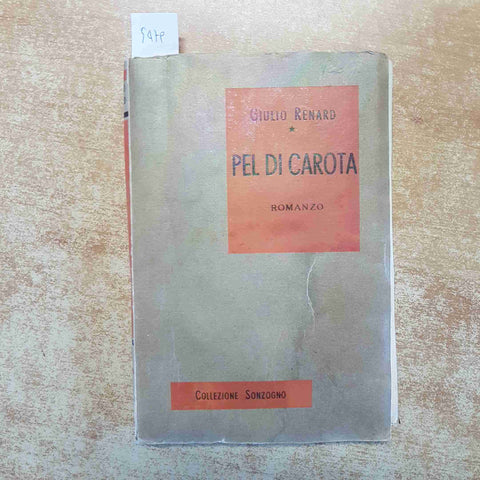 GIULIO RENARD
PEL DI CAROTA
ROMANZO
COLLEZIONE SONZOGNO